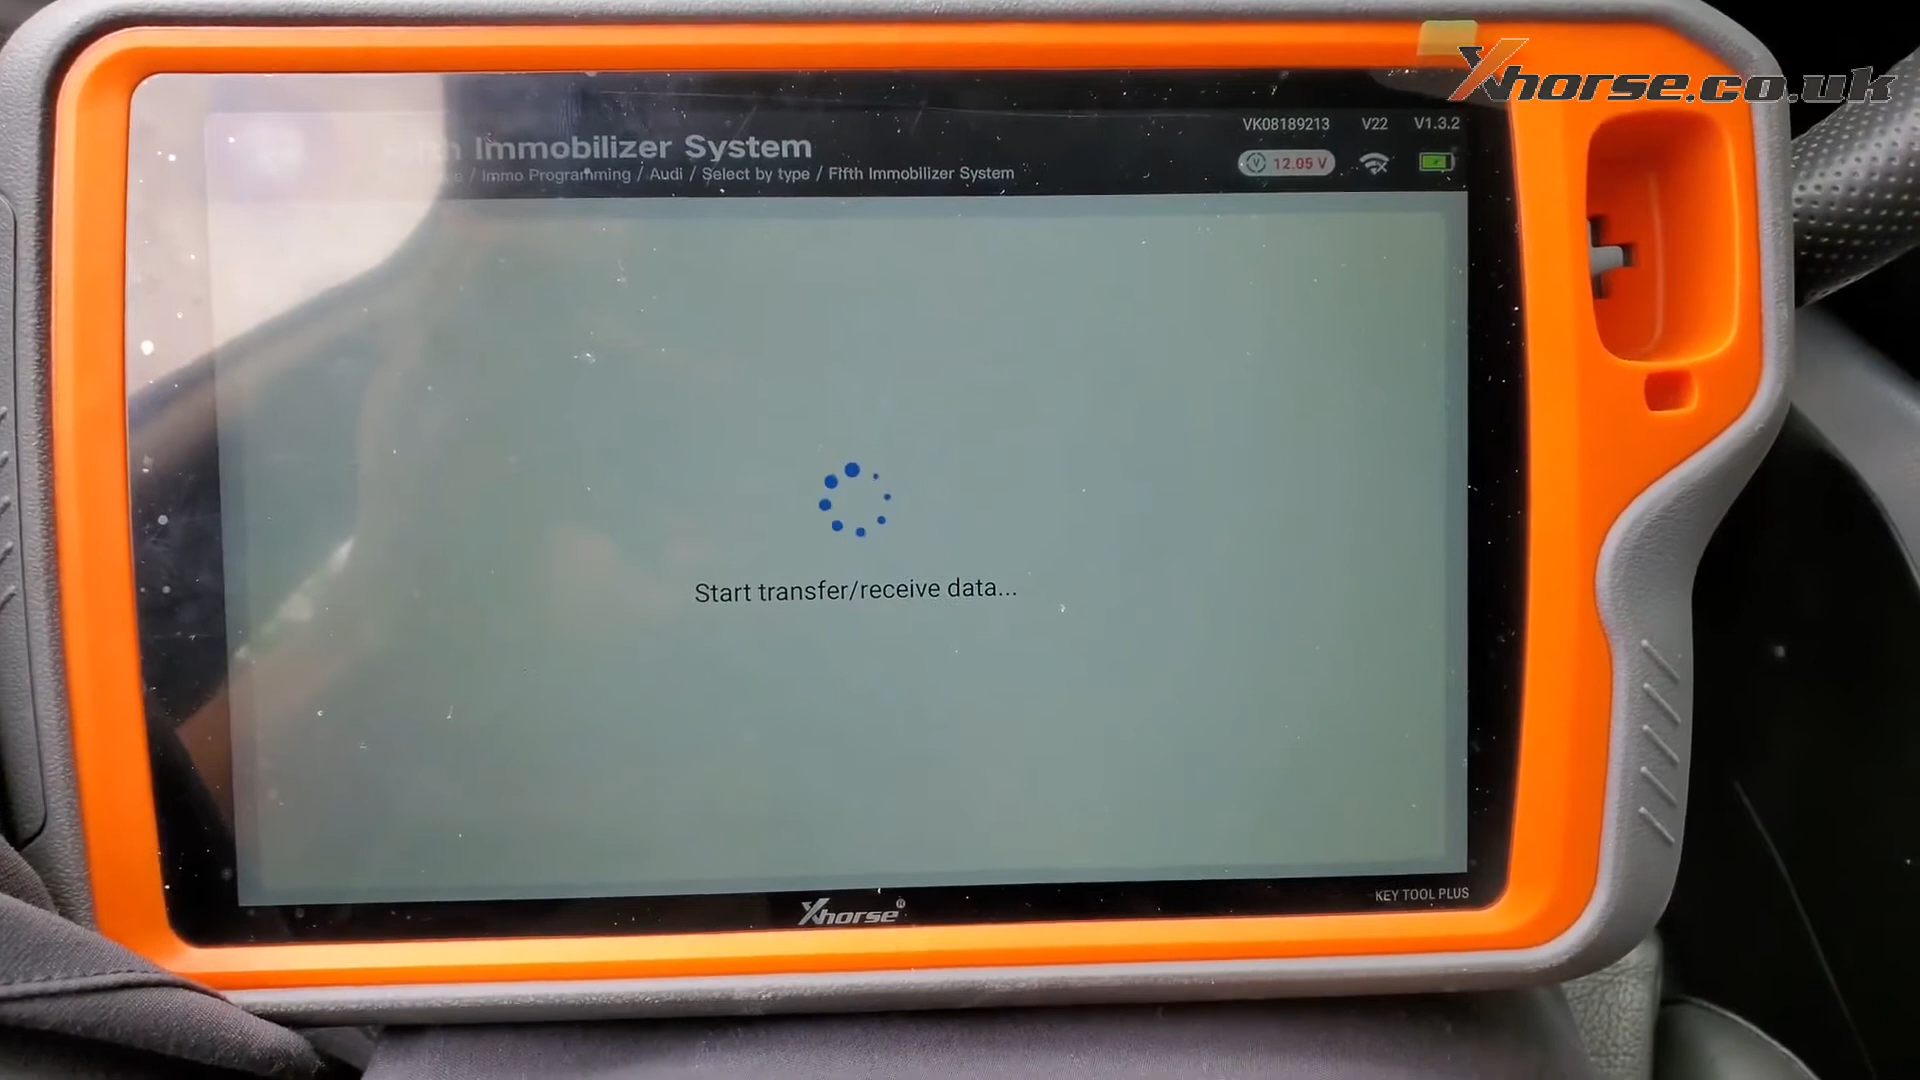 Xhorse.co.uk
VK08189213 V22 V1.3.2
Immobilizer System
12.05 V
/ Immo Programming / Audi / Select by type / FIfth Immobilizer System
Start transfer/receive data...
Xhorse
KEY TOOL PLUS